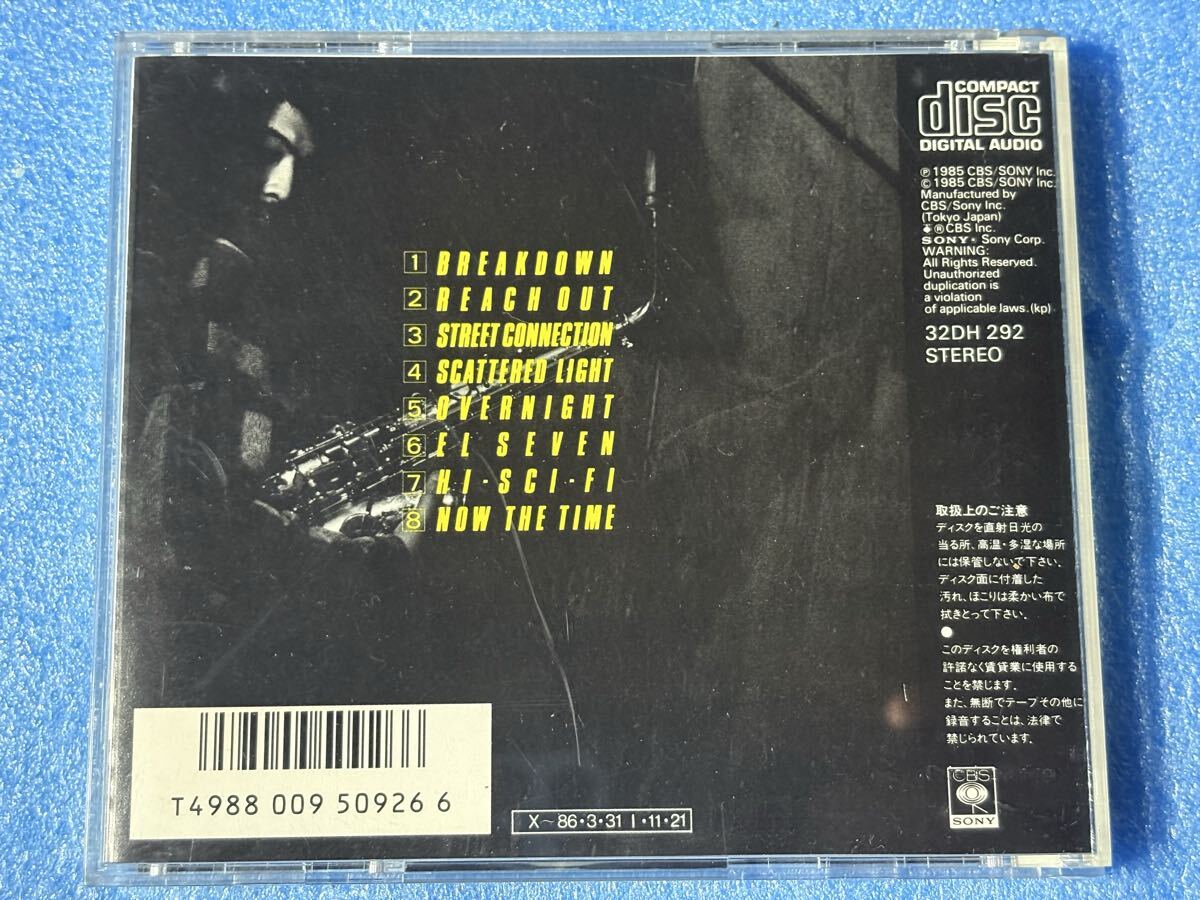 1 BREAKDOWN
2 REACH OUT
3 STREET CONNECTION
4 SCATTERED LIGHT
5 OVERNIGHT
6 EL SEVEN
7 HI-SCI-FI
8 NOW THE TIME
COMPACT
disc
DIGITAL AUDIO
℗ 1985 CBS/SONY Inc.
© 1985 CBS/SONY Inc.
Manufactured by
CBS/Sony Inc.
(Tokyo Japan)
® CBS Inc.
SONY® Sony Corp.
WARNING:
All Rights Reserved.
Unauthorized
duplication is
a violation
of applicable laws. (kp)
32DH 292
STEREO
取扱上のご注意
ディスクを直射日光の
当る所、高温・多湿な場所
には保管しないで下さい.
ディスク面に付着した
汚れ、ほこりは柔かい布で
拭きとって下さい.
このディスクを権利者の
許諾なく賃貸業に使用する
ことを禁じます.
また、無断でテープその他に
録音することは、法律で
禁じられています.
CBS
SONY
T4988 009 50926 6
X~86・3・31 I・11・21